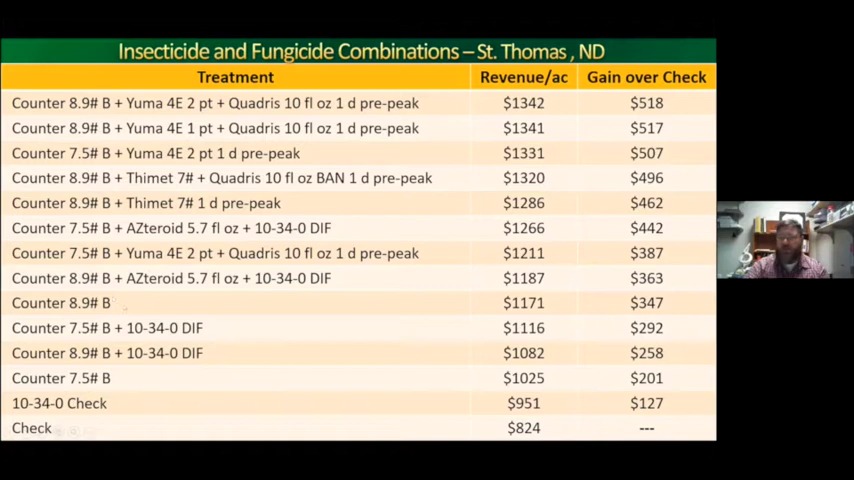 Insecticide and Fungicide Combinations – St. Thomas , ND
Treatment Revenue/ac Gain over Check
Counter 8.9# B + Yuma 4E 2 pt + Quadris 10 fl oz 1 d pre-peak $1342 $518
Counter 8.9# B + Yuma 4E 1 pt + Quadris 10 fl oz 1 d pre-peak $1341 $517
Counter 7.5# B + Yuma 4E 2 pt 1 d pre-peak $1331 $507
Counter 8.9# B + Thimet 7# + Quadris 10 fl oz BAN 1 d pre-peak $1320 $496
Counter 8.9# B + Thimet 7# 1 d pre-peak $1286 $462
Counter 7.5# B + AZteroid 5.7 fl oz + 10-34-0 DIF $1266 $442
Counter 7.5# B + Yuma 4E 2 pt + Quadris 10 fl oz 1 d pre-peak $1211 $387
Counter 8.9# B + AZteroid 5.7 fl oz + 10-34-0 DIF $1187 $363
Counter 8.9# B $1171 $347
Counter 7.5# B + 10-34-0 DIF $1116 $292
Counter 8.9# B + 10-34-0 DIF $1082 $258
Counter 7.5# B $1025 $201
10-34-0 Check $951 $127
Check $824 ---